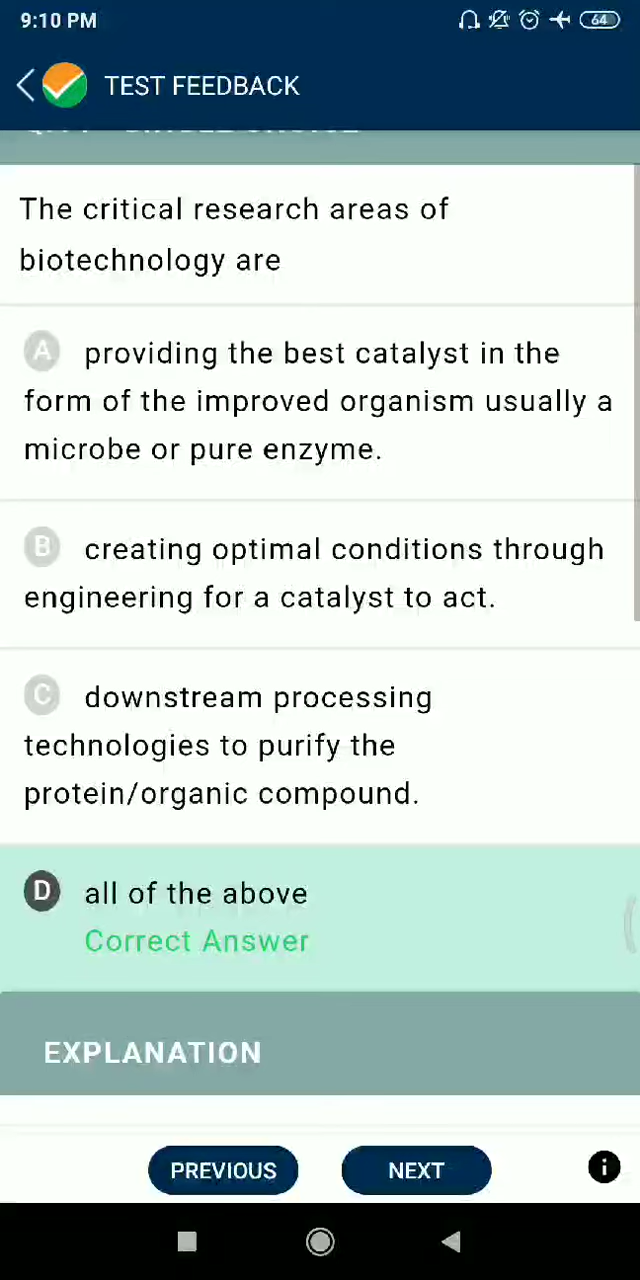 9:10 PM
64
TEST FEEDBACK
The critical research areas of
biotechnology are
A providing the best catalyst in the
form of the improved organism usually a
microbe or pure enzyme.
B creating optimal conditions through
engineering for a catalyst to act.
C downstream processing
technologies to purify the
protein/organic compound.
D all of the above
Correct Answer
EXPLANATION
PREVIOUS
NEXT